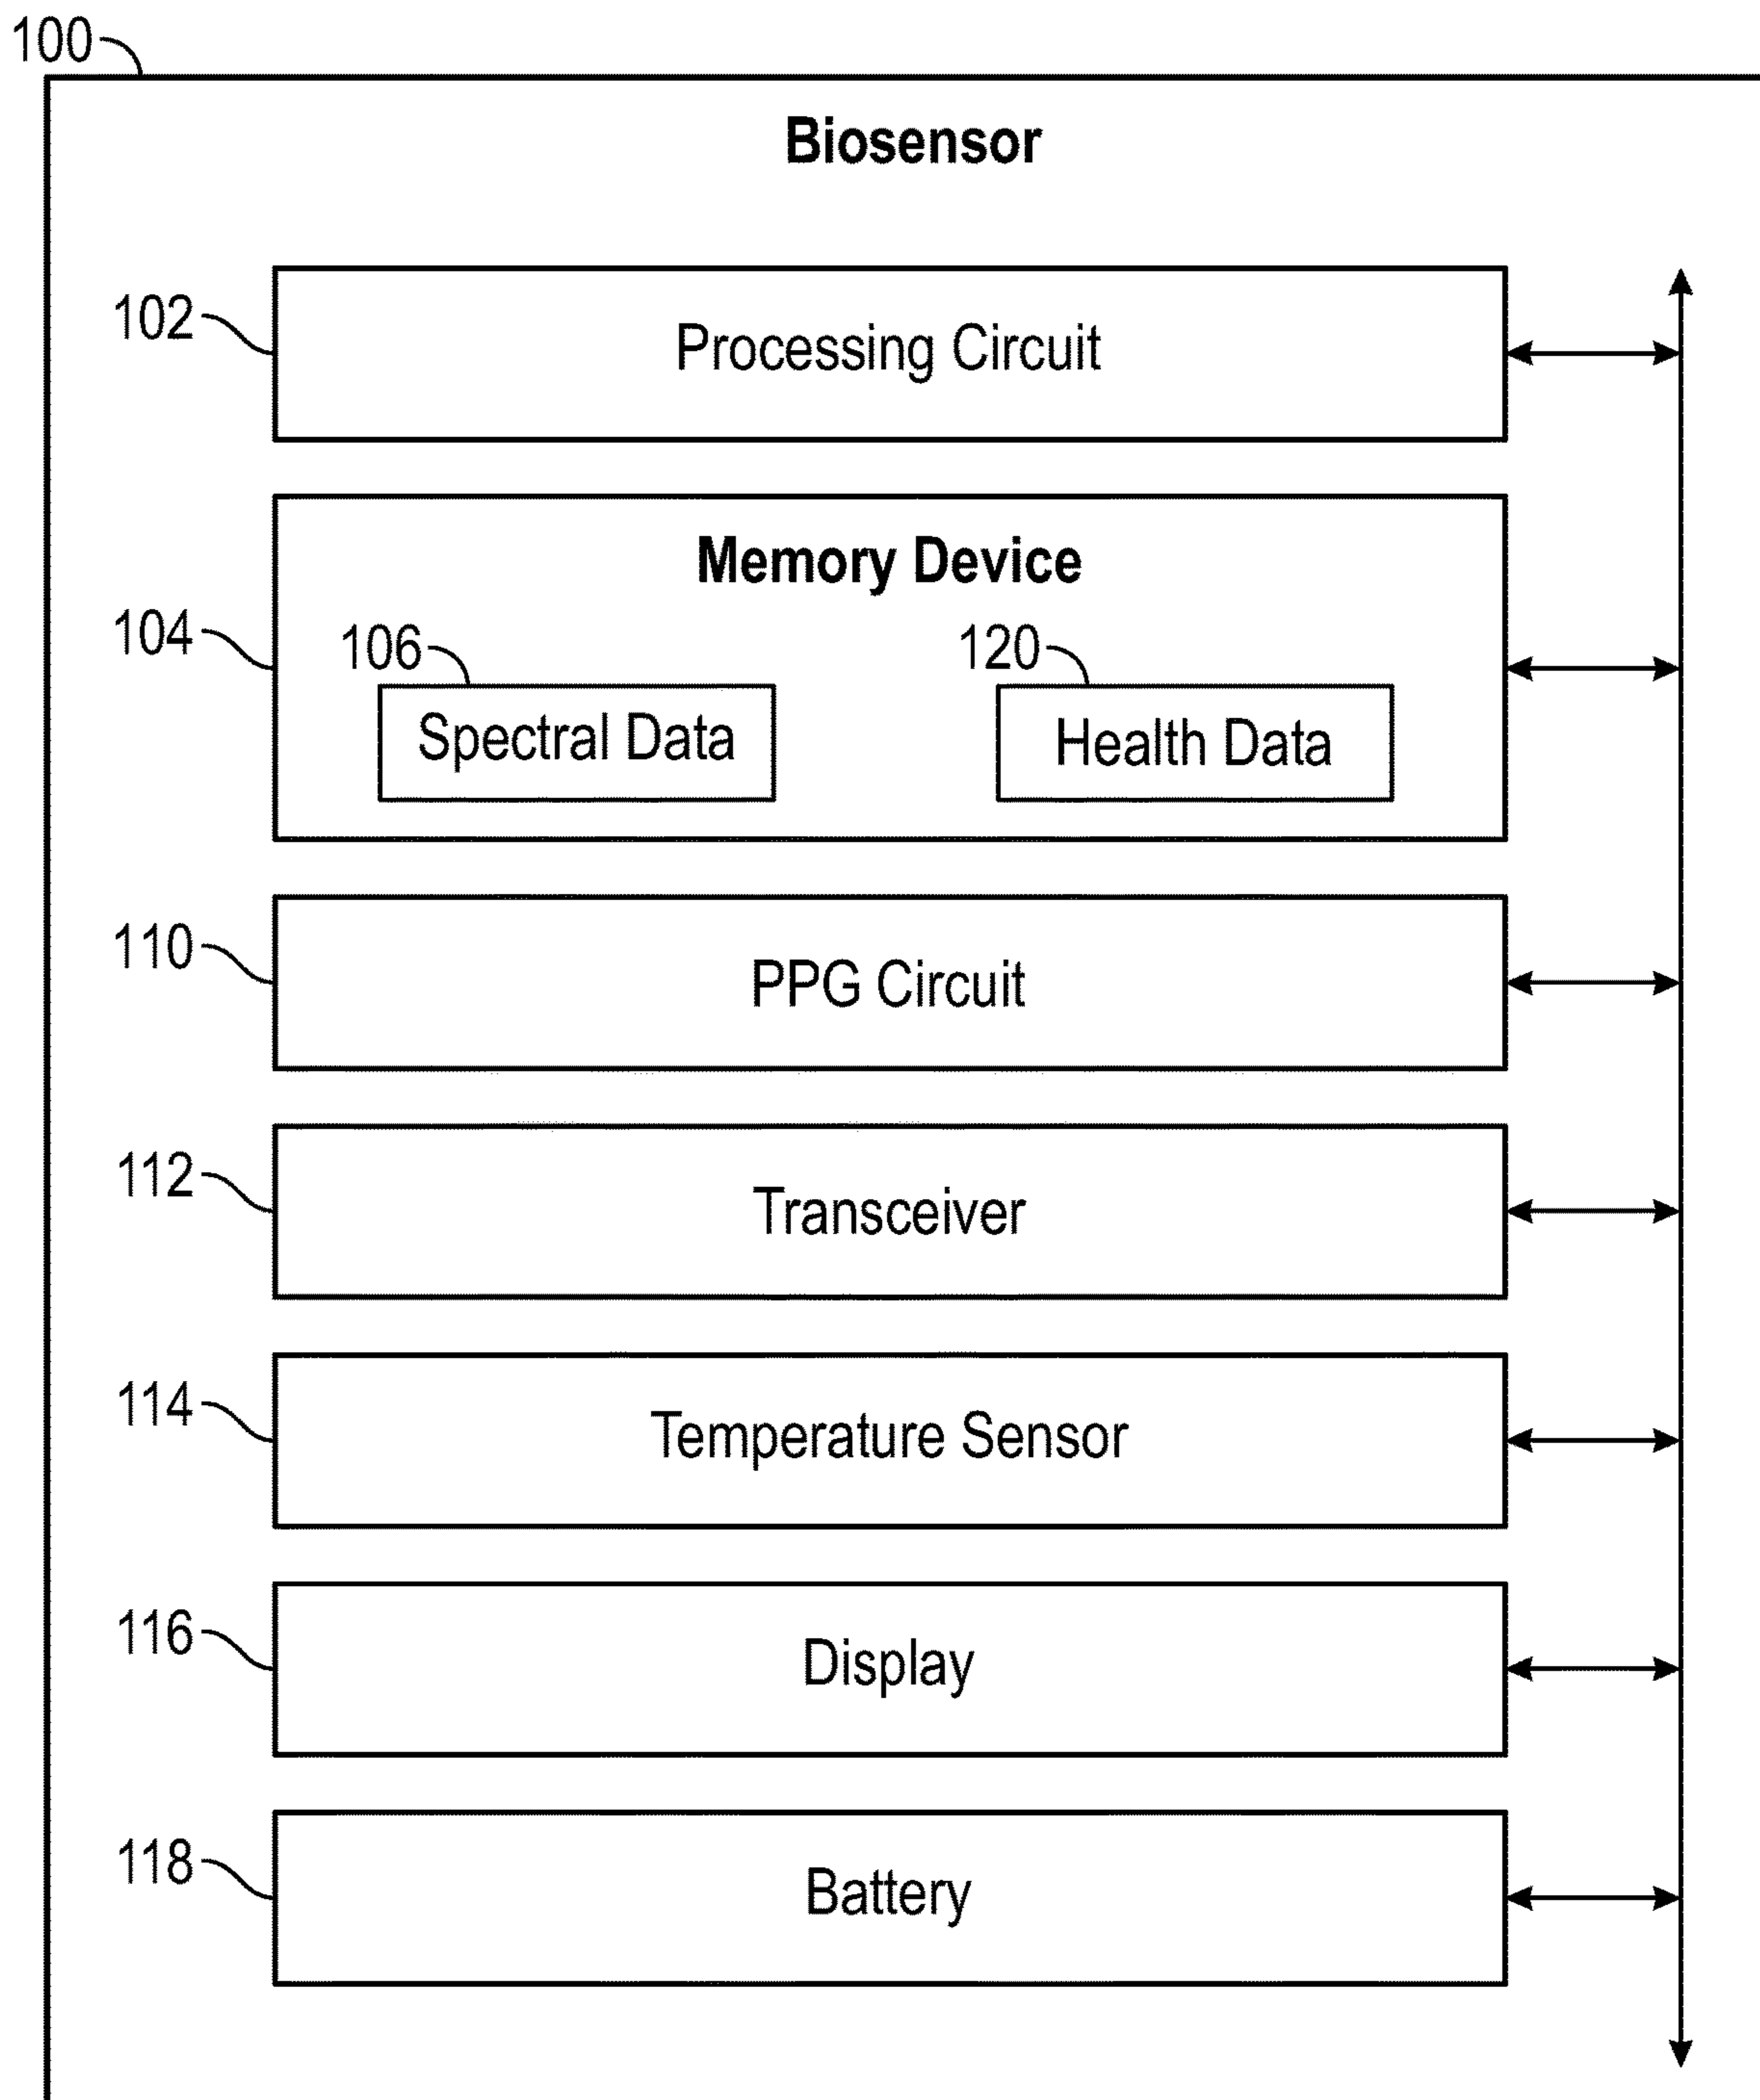 100
Biosensor
102
Processing Circuit
Memory Device
104
106
120
Spectral Data
Health Data
110
PPG Circuit
112
Transceiver
114
Temperature Sensor
116
Display
118
Battery